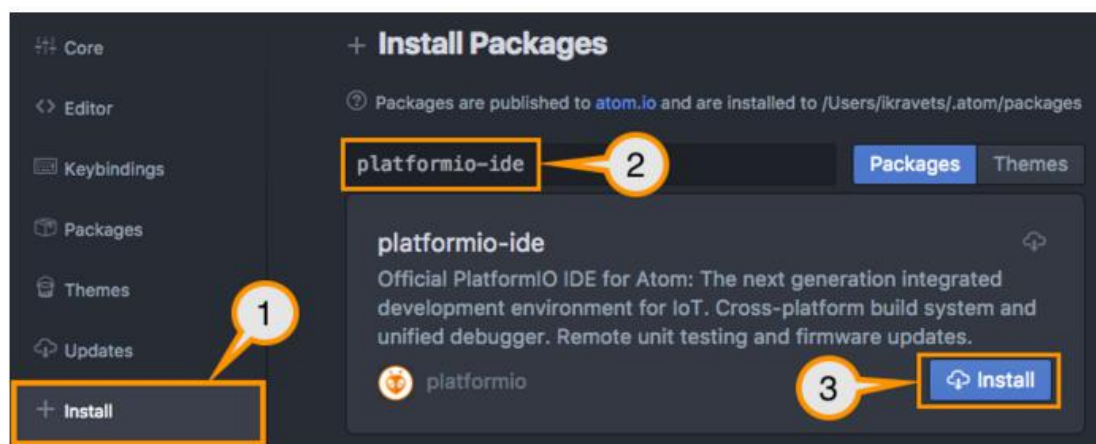 Core
Editor
Keybindings
Packages
Themes
Updates
+ Install
1
+ Install Packages
Packages are published to atom.io and are installed to /Users/ikravets/.atom/packages
platformio-ide
2
Packages
Themes
platformio-ide
Official PlatformIO IDE for Atom: The next generation integrated
development environment for IoT. Cross-platform build system and
unified debugger. Remote unit testing and firmware updates.
platformio
3
Install